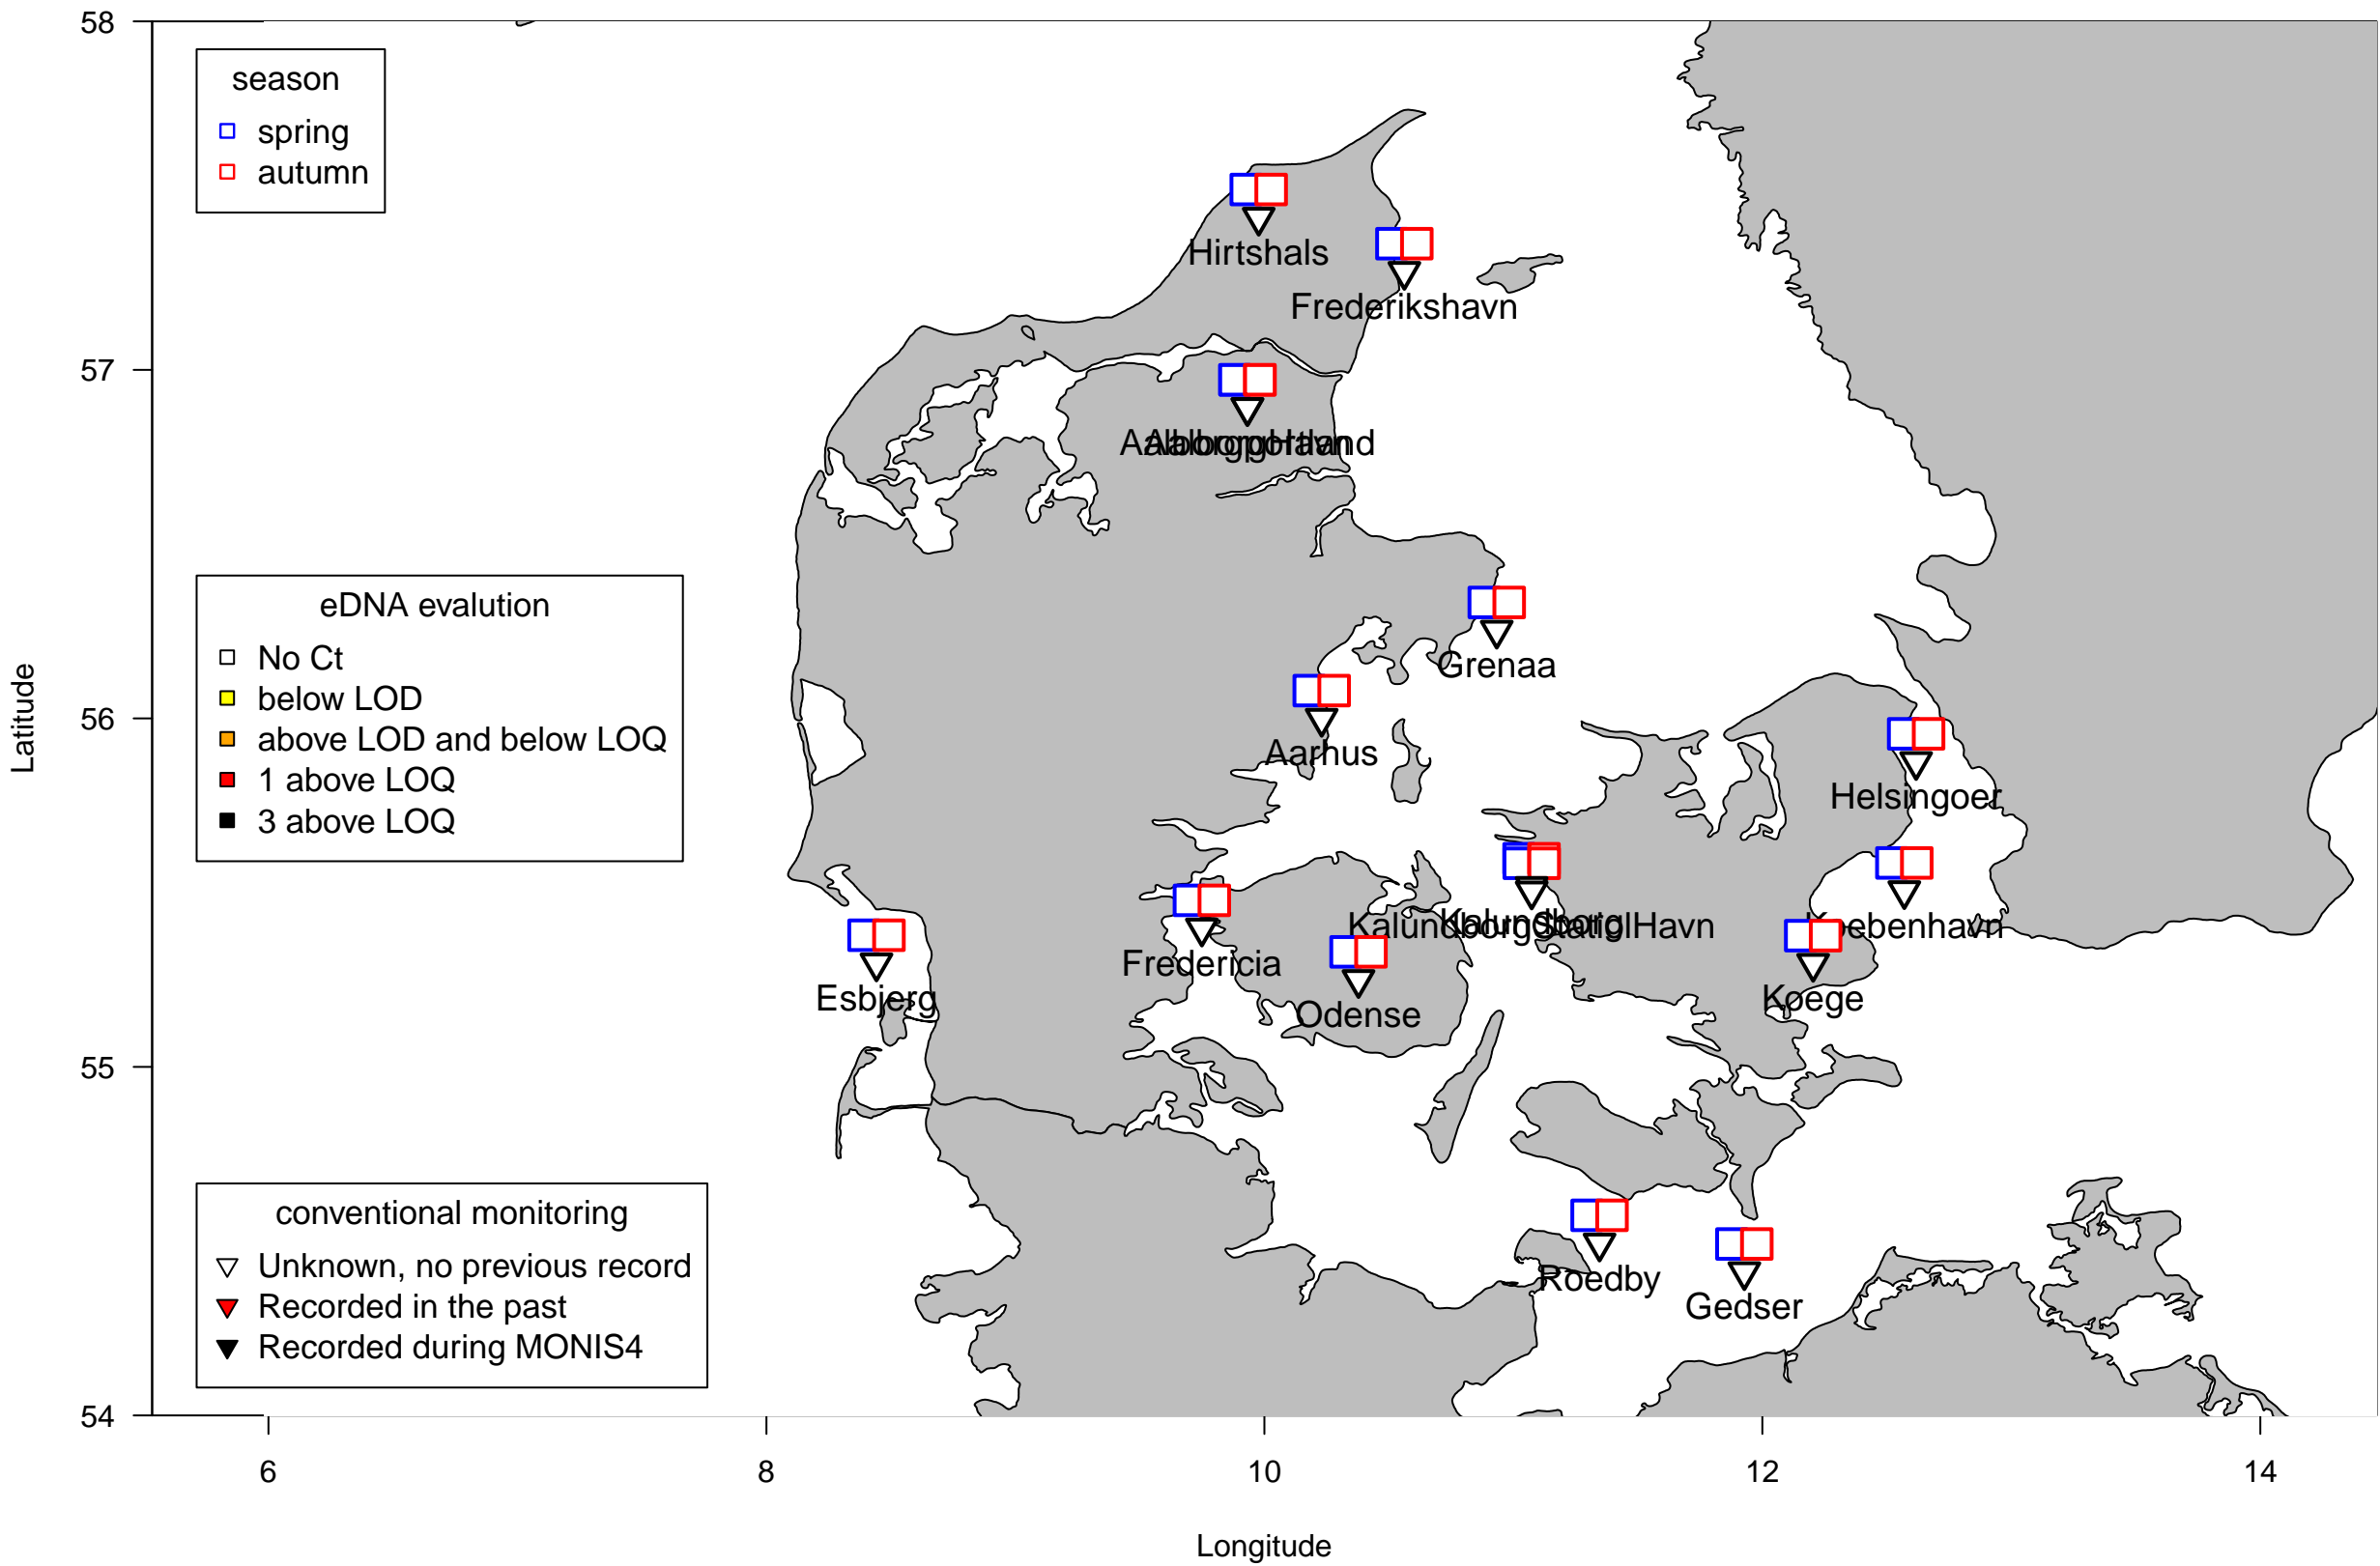 58
season
spring
autumn
Hirtshals
Frederikshavn
57
Grenaa
eDNA evalution
No Ct
below LOD
above LOD and below LOQ
1 above LOQ
3 above LOQ
56
Aarhus
Helsingoer
Latitude
Koebenhavn
Fredericia
Esbjerg
Odense
Koege
55
conventional monitoring
Unknown, no previous record
Recorded in the past
Recorded during MONIS4
Roedby
Gedser
54
6 8 10 12 14
Longitude